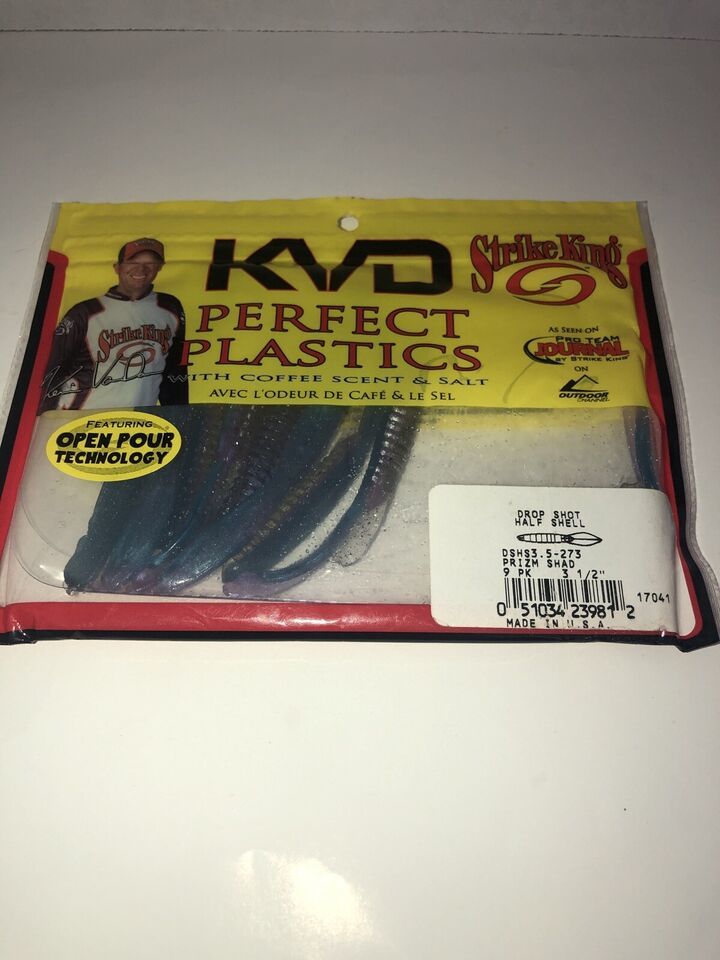 KVD
Strike King
PERFECT
PLASTICS
WITH COFFEE SCENT & SALT
AVEC L'ODEUR DE CAFÉ & LE SEL
AS SEEN ON
PRO TEAM
JOURNAL
BY STRIKE KING
ON
OUTDOOR
CHANNEL
Strike King
FEATURING
OPEN POUR
TECHNOLOGY
DROP SHOT
HALF SHELL
DSHS3.5-273
PRIZM SHAD
9 PK 3 1/2"
17041
0 51034 23981 2
MADE IN U.S.A.